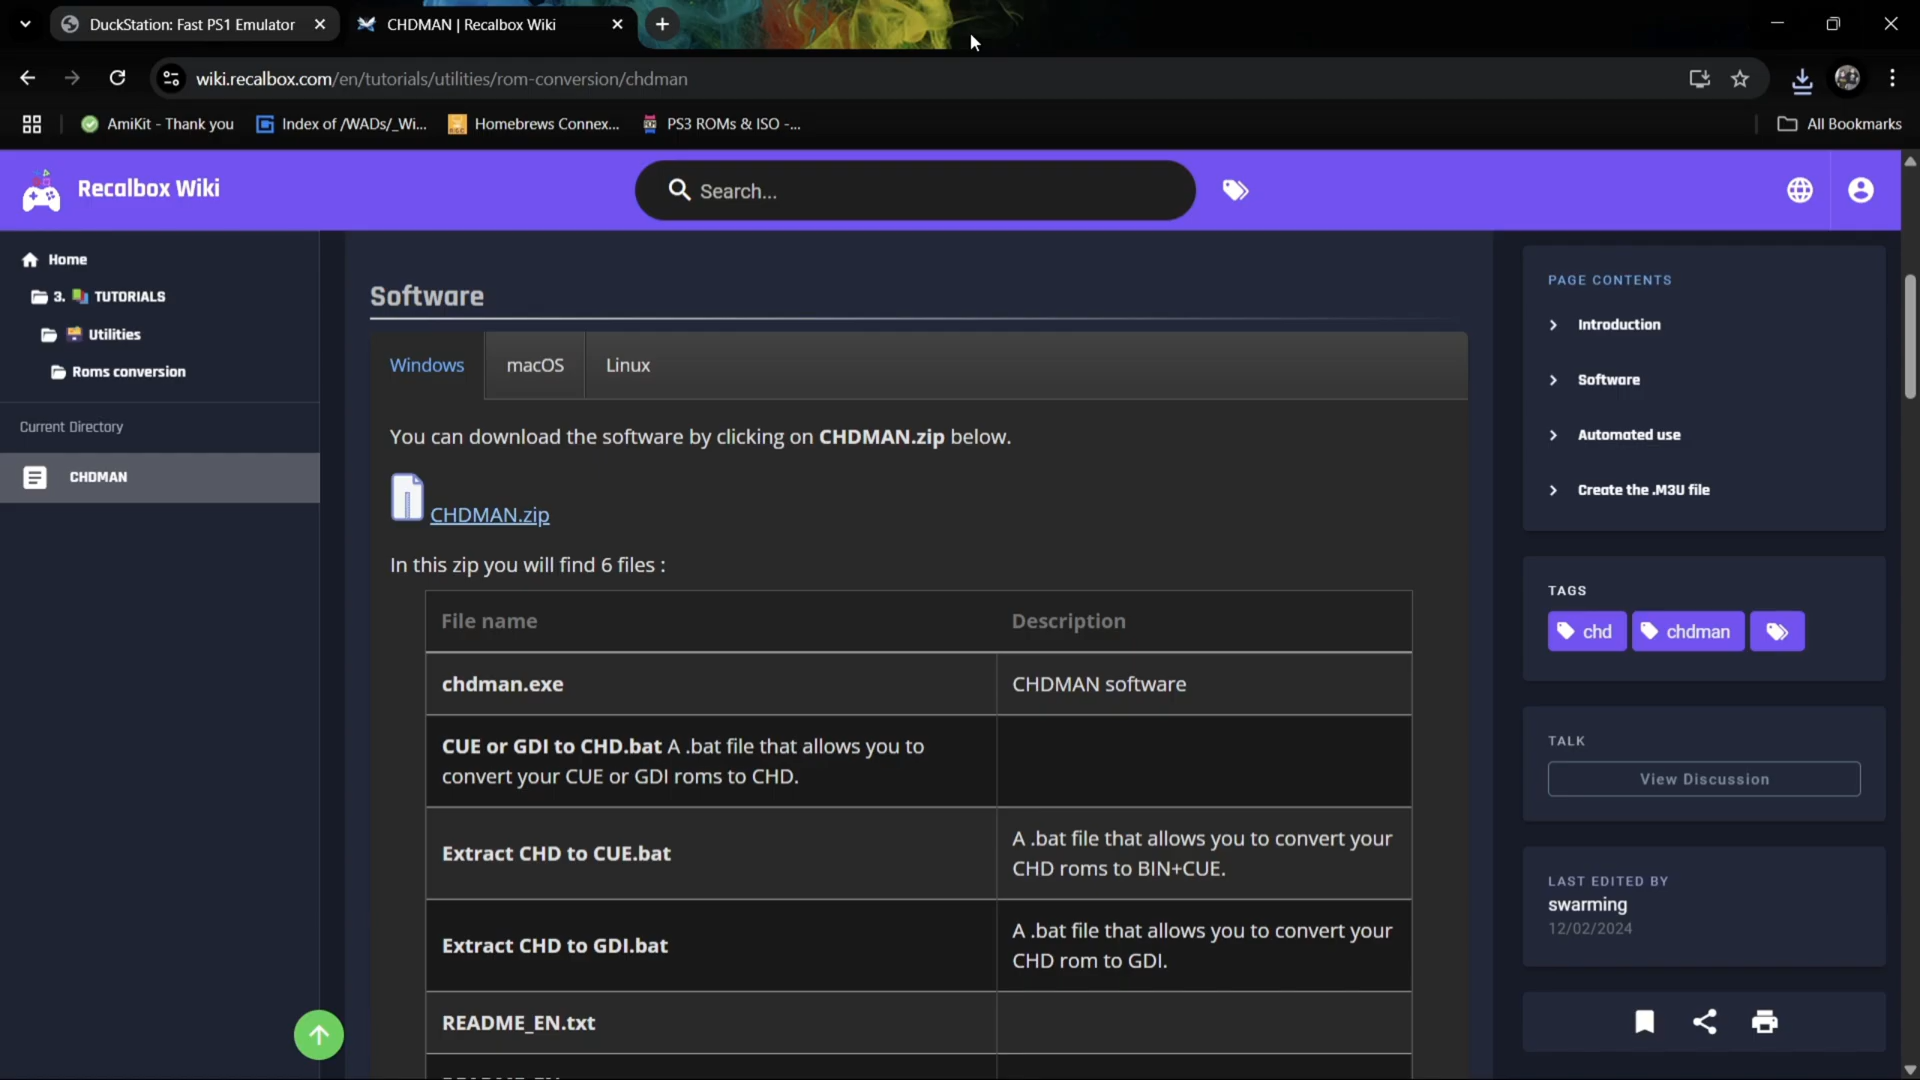 DuckStation: Fast PS1 Emulator
CHDMAN | Recalbox Wiki
wiki.recalbox.com/en/tutorials/utilities/rom-conversion/chdman
AmiKit - Thank you
Index of /WADs/_Wi...
Homebrews Connex...
PS3 ROMs & ISO -...
All Bookmarks
Recalbox Wiki
Search...
Home
3. TUTORIALS
Utilities
Roms conversion
Current Directory
CHDMAN
Software
Windows
macOS
Linux
You can download the software by clicking on CHDMAN.zip below.
CHDMAN.zip
In this zip you will find 6 files :
File name
Description
chdman.exe
CHDMAN software
CUE or GDI to CHD.bat A .bat file that allows you to
convert your CUE or GDI roms to CHD.
Extract CHD to CUE.bat
A .bat file that allows you to convert your
CHD roms to BIN+CUE.
Extract CHD to GDI.bat
A .bat file that allows you to convert your
CHD rom to GDI.
README_EN.txt
PAGE CONTENTS
Introduction
Software
Automated use
Create the .M3U file
TAGS
chd
chdman
TALK
View Discussion
LAST EDITED BY
swarming
12/02/2024